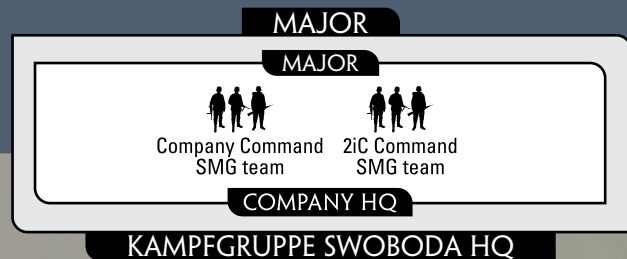 MAJOR
MAJOR
Company Command
SMG team
2iC Command
SMG team
COMPANY HQ
KAMPFGRUPPE SWOBODA HQ